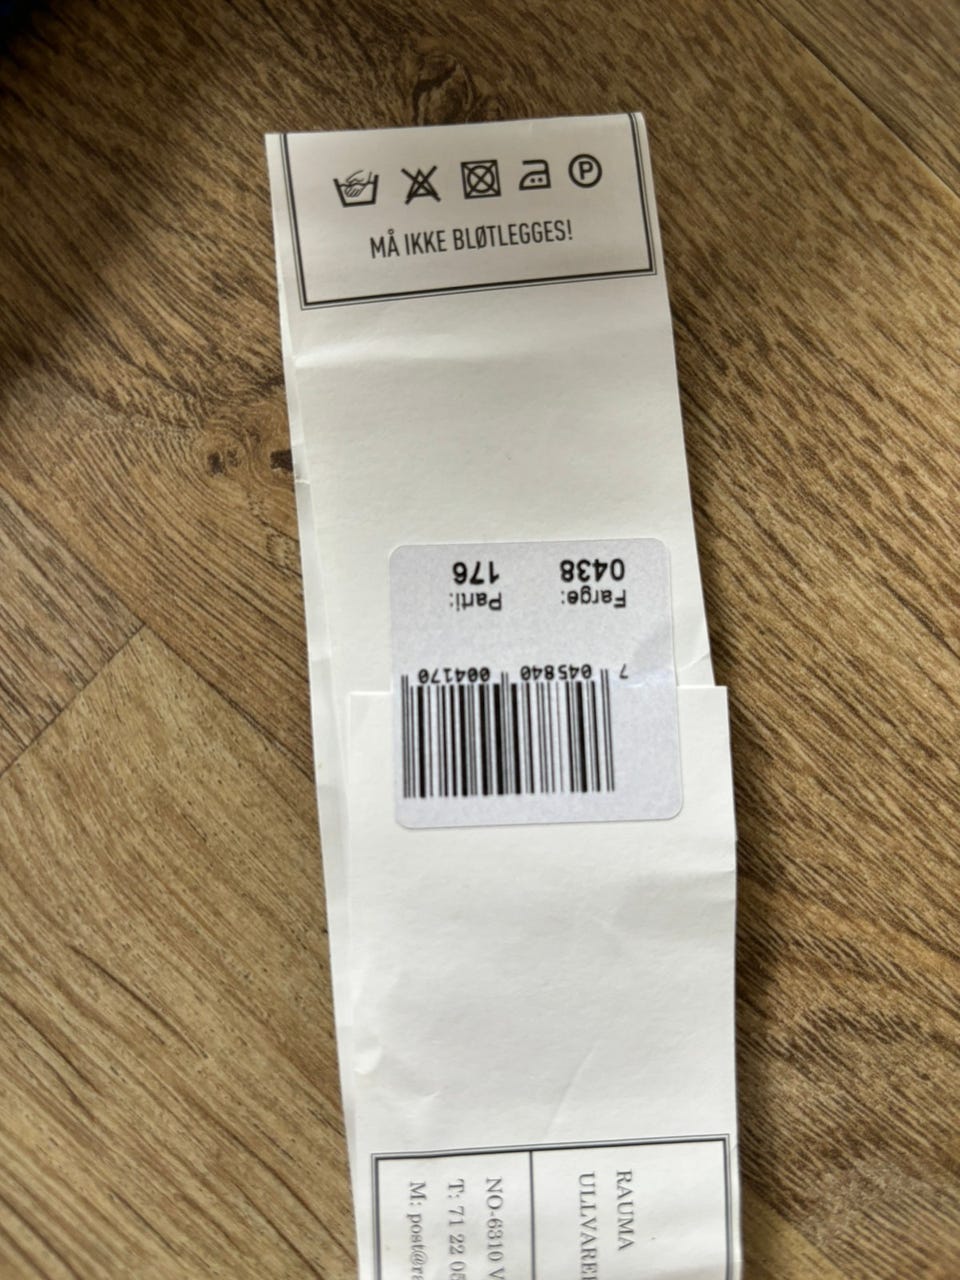 P
MÅ IKKE BLØTLEGGES!
Farge: Parti:
0438 176
7 045840 004170
RAUMA
NO-6310
T: 71 22
M: